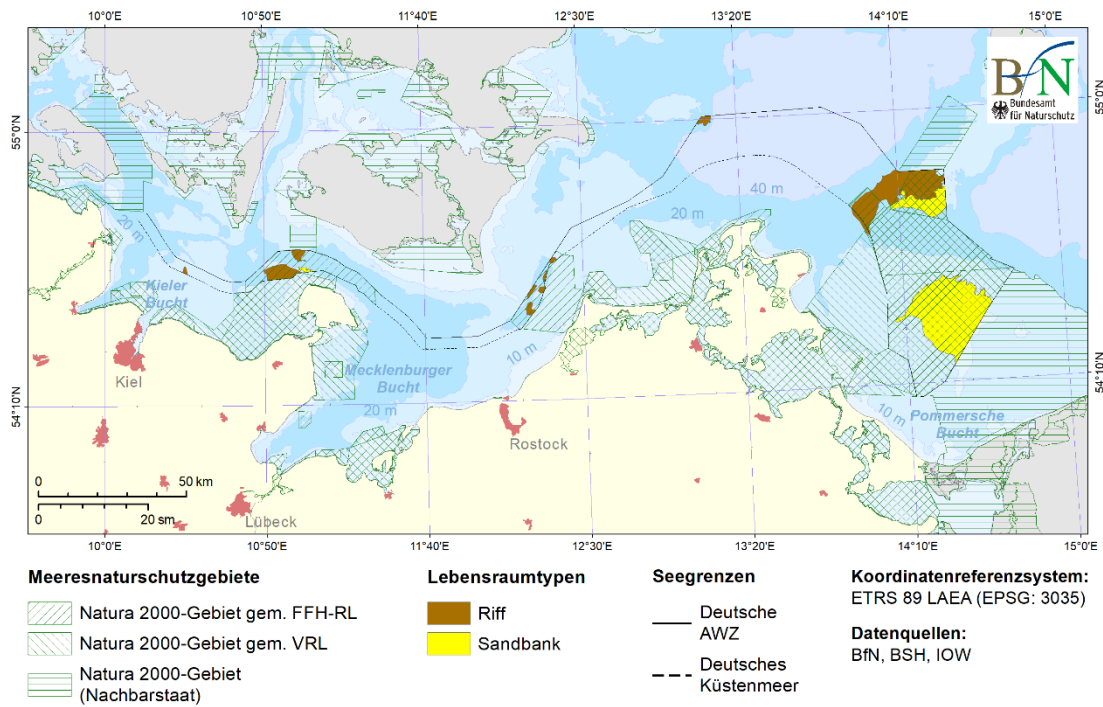 10°0'E 10°50'E 11°40'E 12°30'E 13°20'E 14°10'E 15°0'E
BfN
Bundesamt
für Naturschutz
55°0'N
55°0'N
40 m
20 m
20 m
Kieler
Bucht
10 m
Kiel
Mecklenburger
Bucht
54°10'N
54°10'N
20 m
10 m
Pommersche
Bucht
Rostock
0 50 km
0 20 sm
Lübeck
10°0'E 10°50'E 11°40'E 12°30'E 13°20'E 14°10'E 15°0'E
Meeresnaturschutzgebiete
Natura 2000-Gebiet gem. FFH-RL
Natura 2000-Gebiet gem. VRL
Natura 2000-Gebiet
(Nachbarstaat)
Lebensraumtypen
Riff
Sandbank
Seegrenzen
Deutsche
AWZ
Deutsches
Küstenmeer
Koordinatenreferenzsystem:
ETRS 89 LAEA (EPSG: 3035)
Datenquellen:
BfN, BSH, IOW